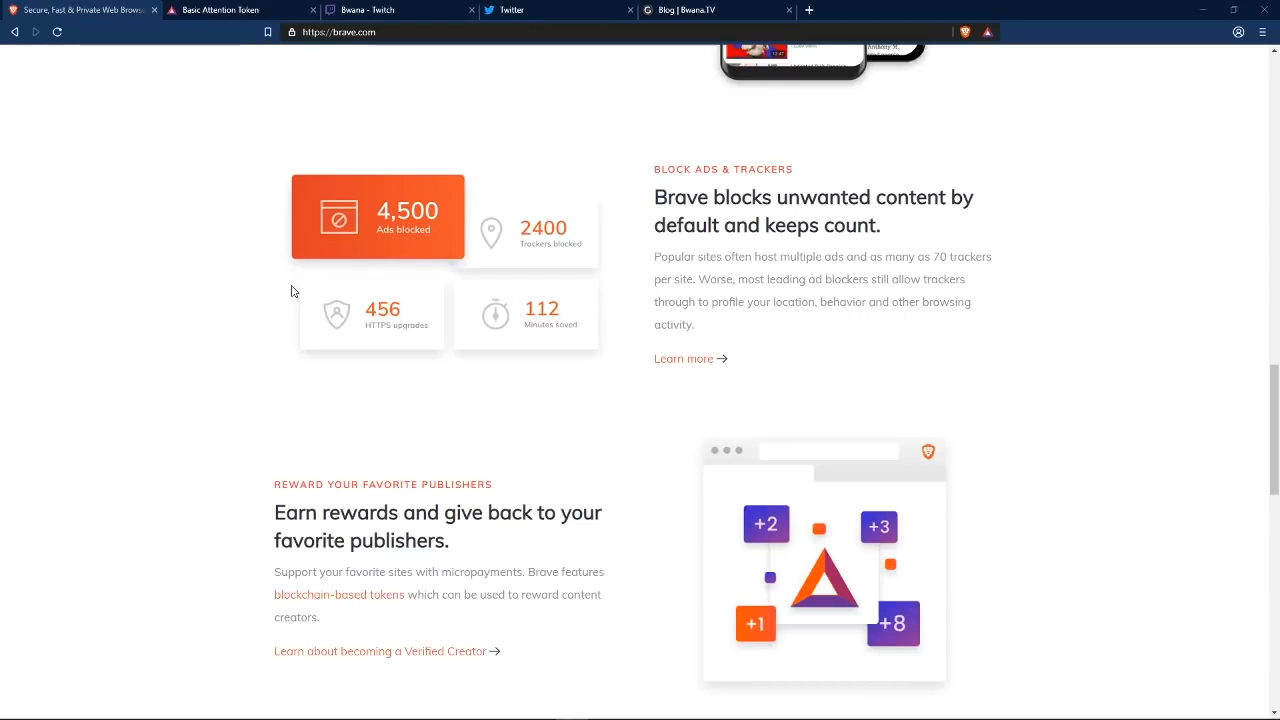 Secure, Fast & Private Web Brows
Basic Attention Token
Bwana - Twitch
Twitter
Blog | Bwana.TV
https://brave.com
Anthony M.
12:47
BLOCK ADS & TRACKERS
Brave blocks unwanted content by
default and keeps count.
Popular sites often host multiple ads and as many as 70 trackers
per site. Worse, most leading ad blockers still allow trackers
through to profile your location, behavior and other browsing
activity.
Learn more →
4,500
Ads blocked
2400
Trackers blocked
456
HTTPS upgrades
112
Minutes saved
REWARD YOUR FAVORITE PUBLISHERS
Earn rewards and give back to your
favorite publishers.
Support your favorite sites with micropayments. Brave features
blockchain-based tokens which can be used to reward content
creators.
Learn about becoming a Verified Creator →
+2
+3
+1
+8